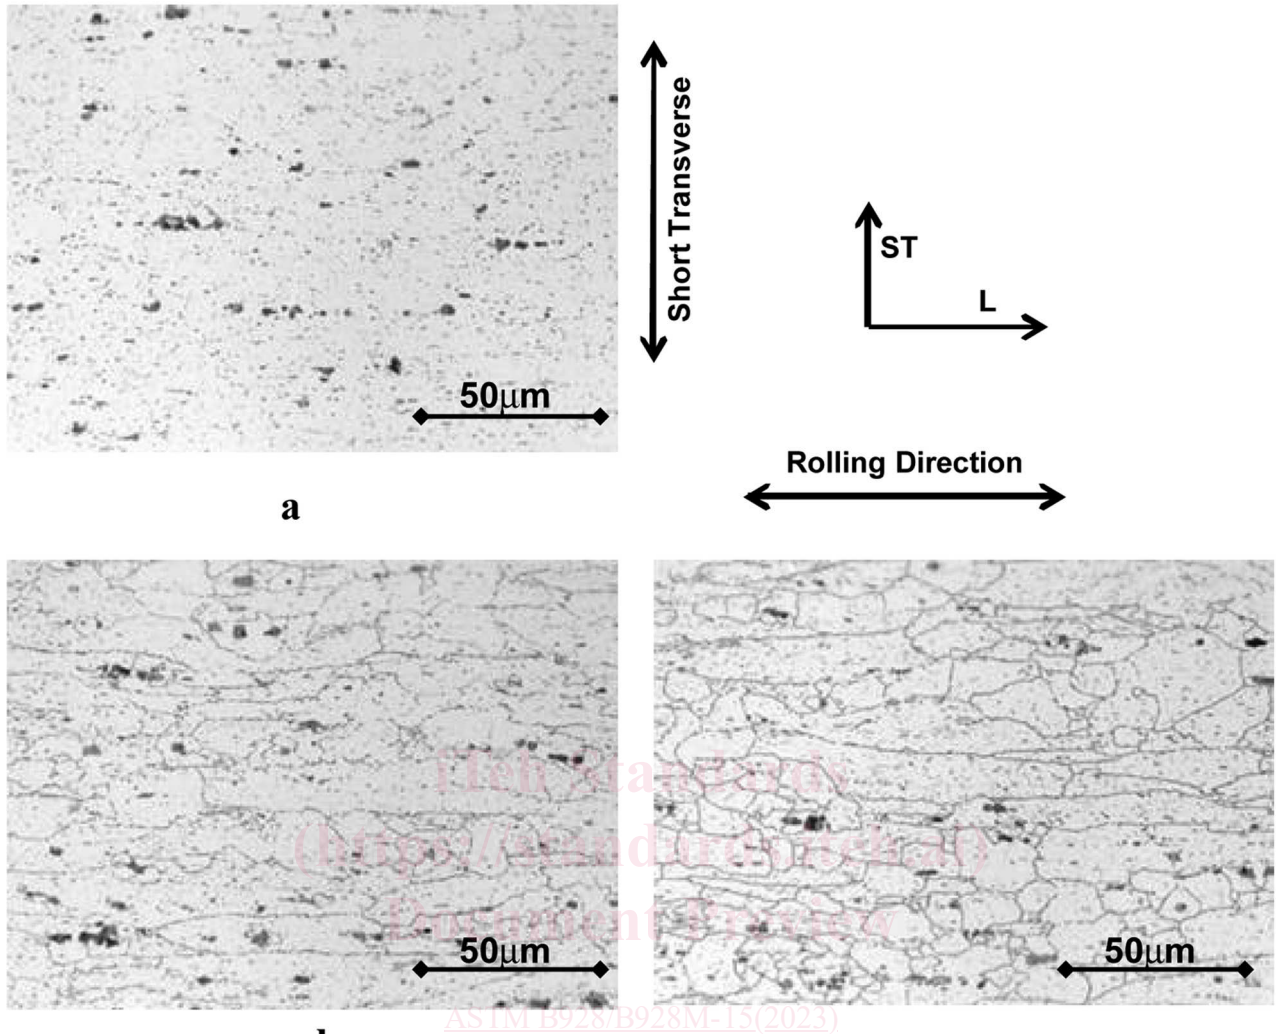 Short Transverse
ST
L
50μm
Rolling Direction
a
50μm
50μm
iTeh Standards
(https://standards.iteh.ai)
Document Preview
ASTM B928/B928M-15(2023)